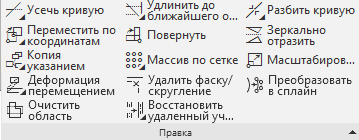 Усечь кривую
Удлинить до
ближайшего о...
Разбить кривую
Переместить по
координатам
Повернуть
Зеркально
отразить
Копия
указанием
Массив по сетке
Масштабиров...
Деформация
перемещением
Удалить фаску/
скругление
Преобразовать
в сплайн
Очистить
область
Восстановить
удаленный уч...
Правка